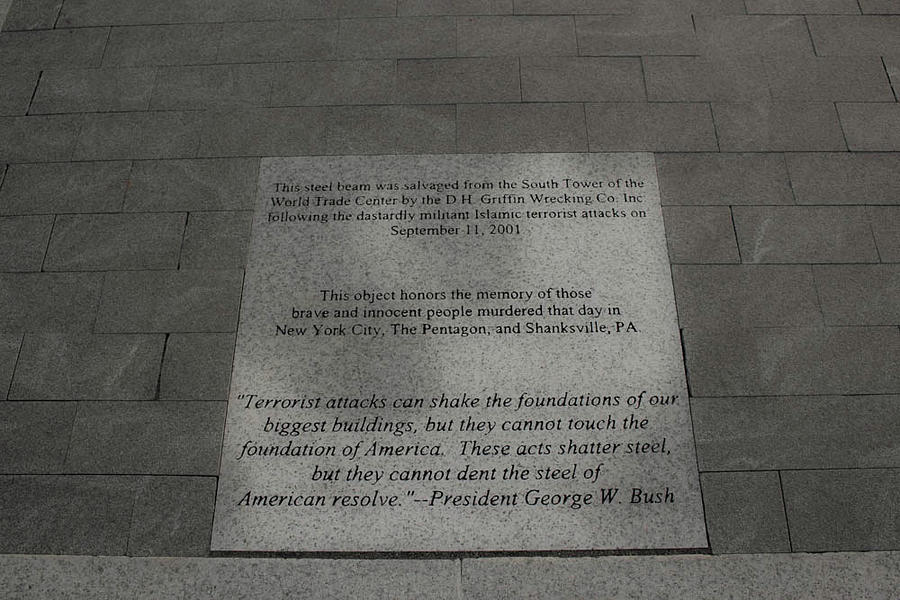 This steel beam was salvaged from the South Tower of the
World Trade Center by the D.H. Griffin Wrecking Co. Inc
following the dastardly militant Islamic terrorist attacks on
September 11, 2001
This object honors the memory of those
brave and innocent people murdered that day in
New York City, The Pentagon, and Shanksville, PA
"Terrorist attacks can shake the foundations of our
biggest buildings, but they cannot touch the
foundation of America. These acts shatter steel,
but they cannot dent the steel of
American resolve."--President George W. Bush